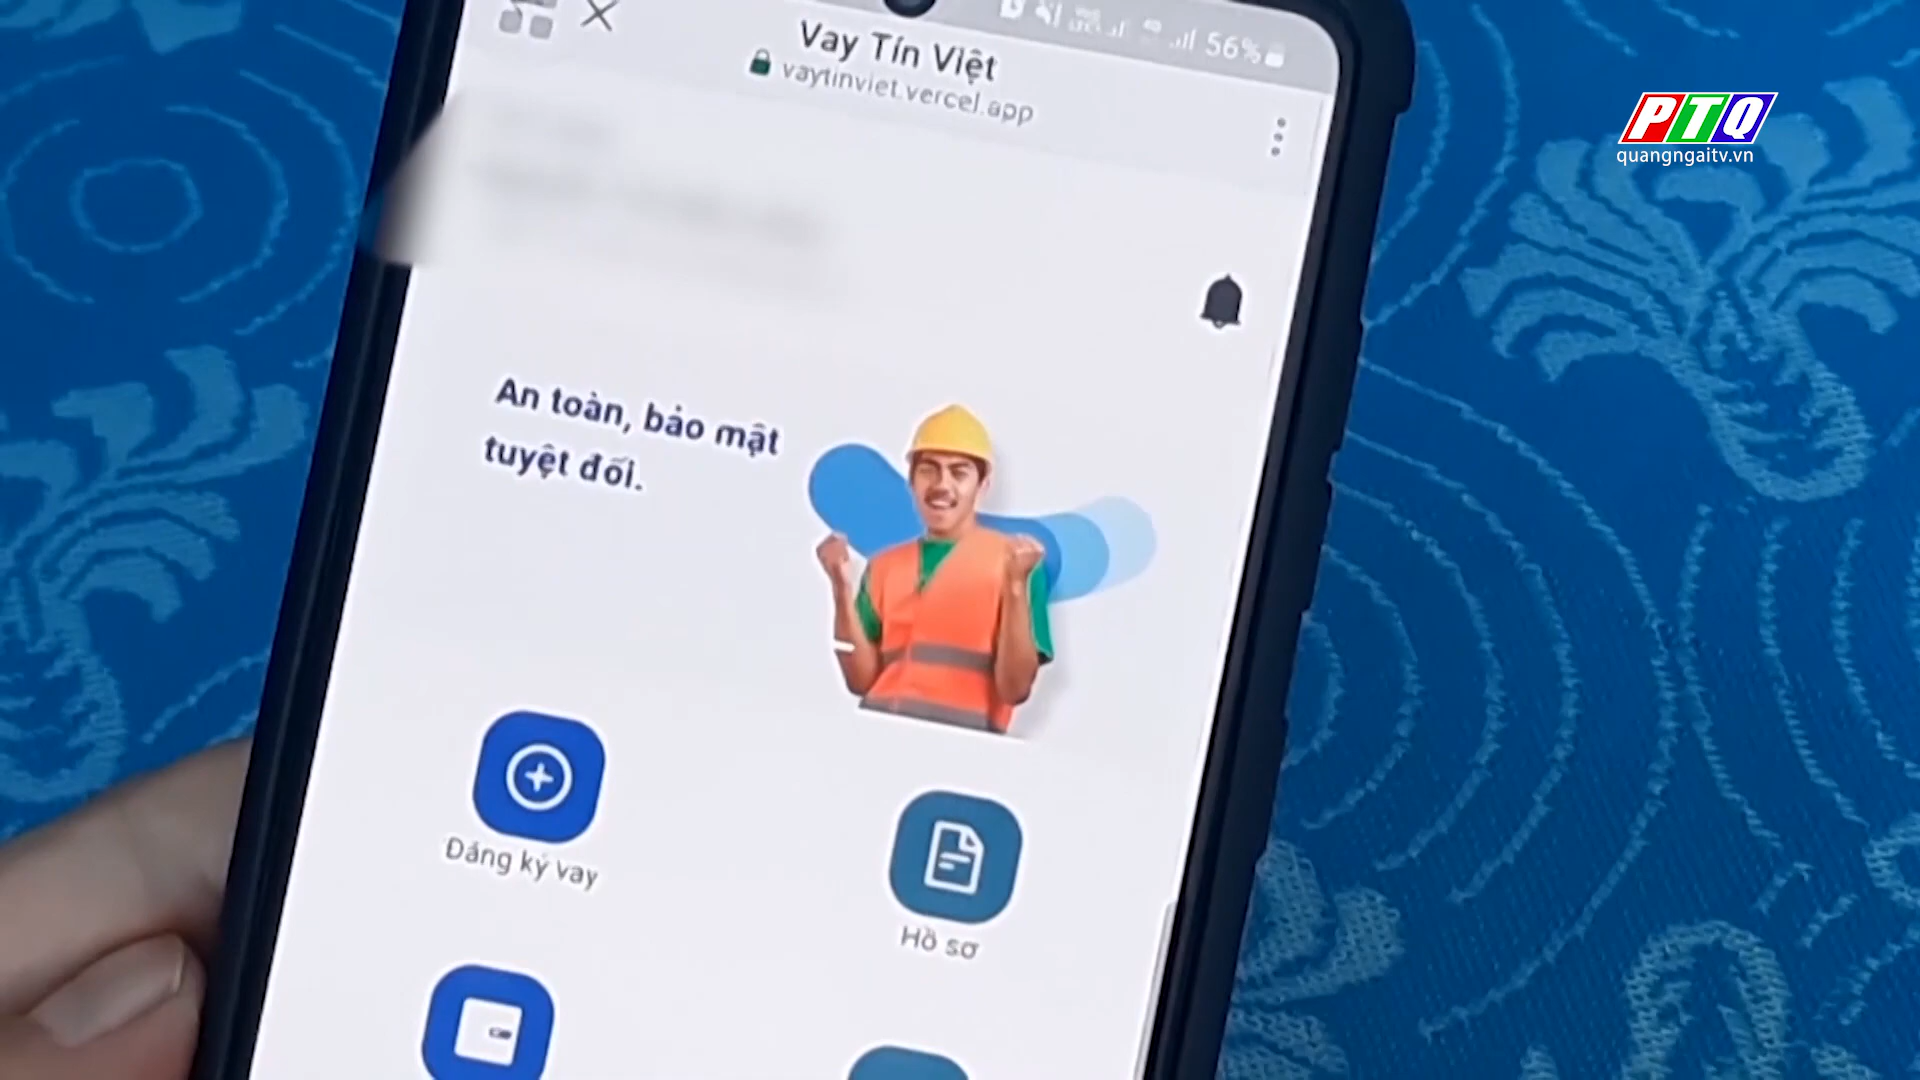 Vay Tín Việt
vaytinviet.vercel.app
56%
PTQ
quangngaitv.vn
An toàn, bảo mật
tuyệt đối.
Đăng ký vay
Hồ sơ